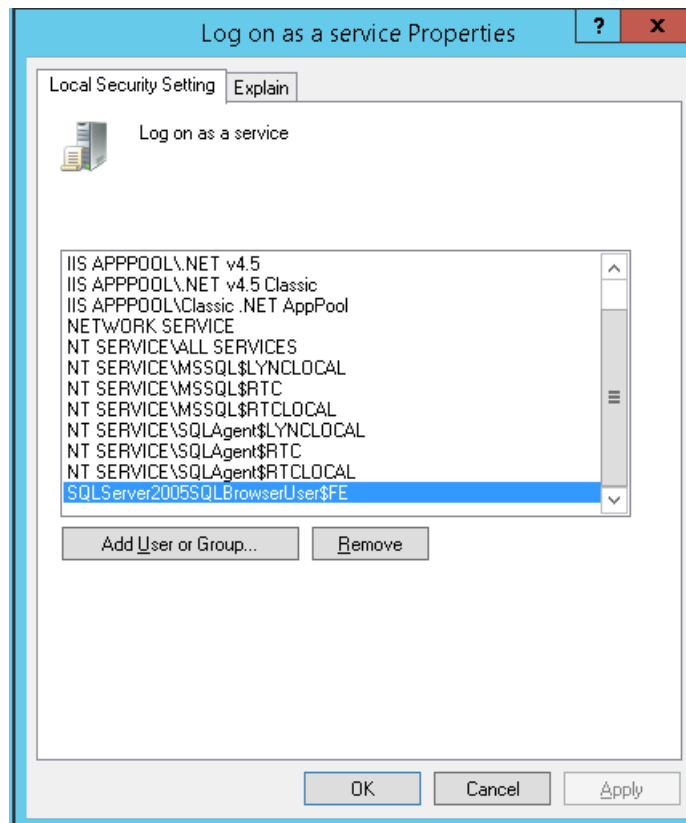 Log on as a service Properties
? x
Local Security Setting
Explain
Log on as a service
IIS APPPOOL\.NET v4.5
IIS APPPOOL\.NET v4.5 Classic
IIS APPPOOL\Classic .NET AppPool
NETWORK SERVICE
NT SERVICE\ALL SERVICES
NT SERVICE\MSSQL$LYNCLOCAL
NT SERVICE\MSSQL$RTC
NT SERVICE\MSSQL$RTCLOCAL
NT SERVICE\SQLAgent$LYNCLOCAL
NT SERVICE\SQLAgent$RTC
NT SERVICE\SQLAgent$RTCLOCAL
SQLServer2005SQLBrowserUser$FE
Add User or Group...
Remove
OK
Cancel
Apply